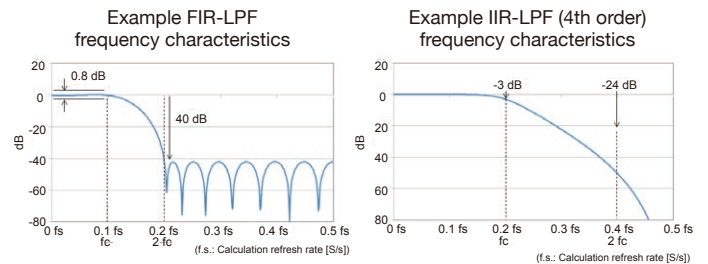 Example FIR-LPF
frequency characteristics
20
0
-20
-40
-60
-80
dB
0.8 dB
40 dB
0 fs
0.1 fs
0.2 fs
0.3 fs
0.4 fs
0.5 fs
fc
2 fc
(f.s.: Calculation refresh rate [S/s])
Example IIR-LPF (4th order)
frequency characteristics
20
0
20
40
60
80
dB
-3 dB
-24 dB
0 fs
0.1 fs
0.2 fs
0.3 fs
0.4 fs
0.5 fs
fc
2 fc
(f.s.: Calculation refresh rate [S/s])